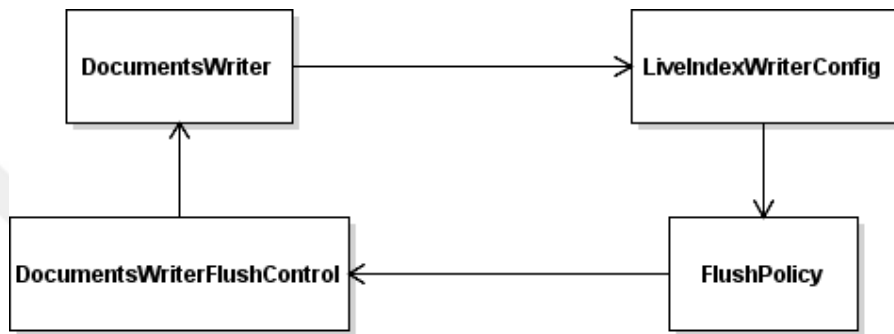 DocumentsWriter
LiveIndexWriterConfig
DocumentsWriterFlushControl
FlushPolicy